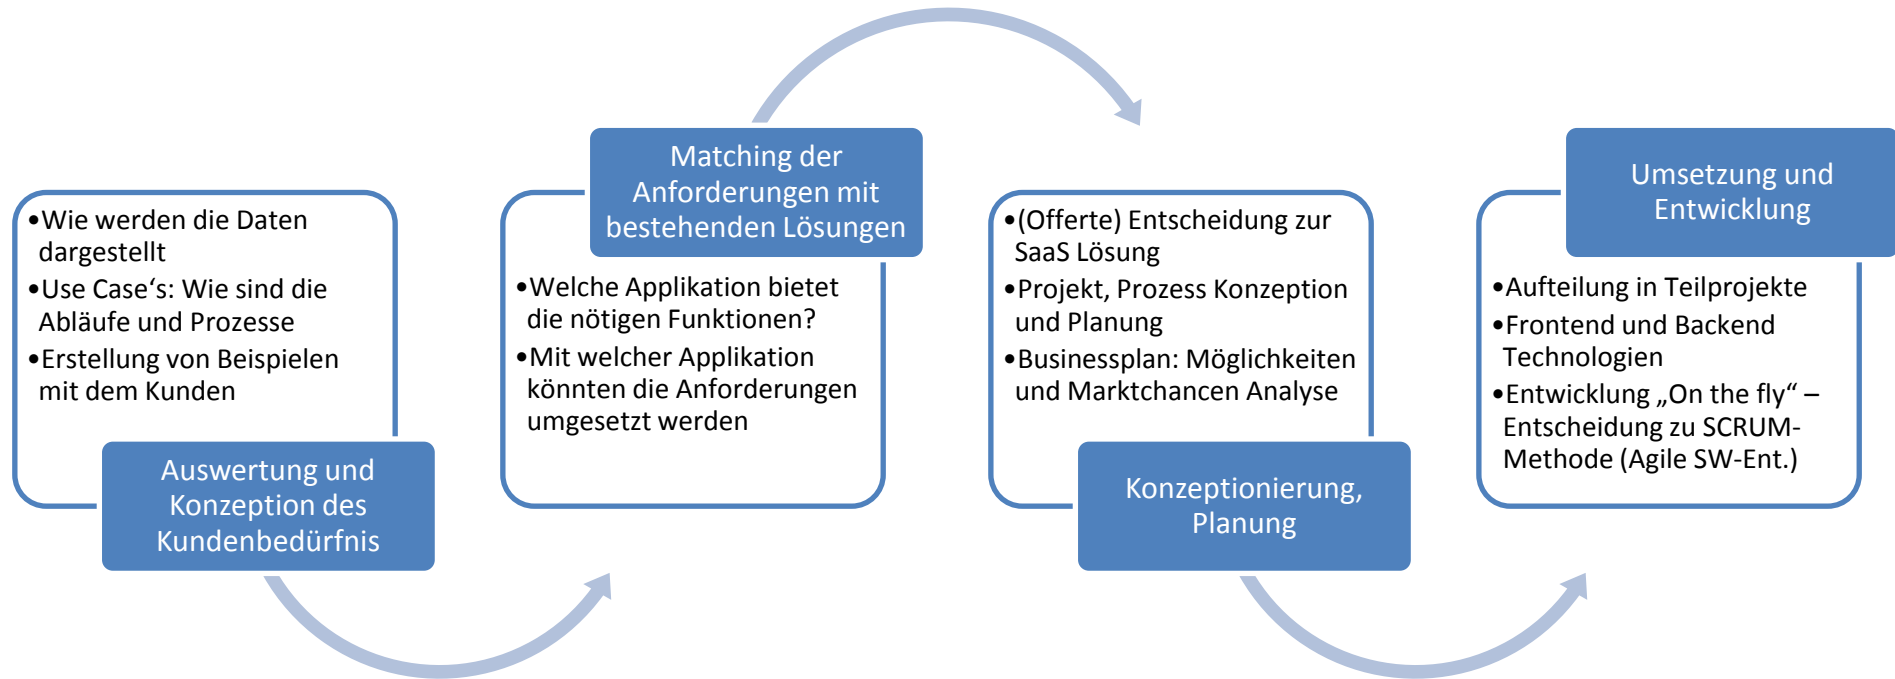 •Wie werden die Daten
dargestellt
•Use Case‘s: Wie sind die
Abläufe und Prozesse
•Erstellung von Beispielen
mit dem Kunden
Auswertung und
Konzeption des
Kundenbedürfnis
Matching der
Anforderungen mit
bestehenden Lösungen
•Welche Applikation bietet
die nötigen Funktionen?
•Mit welcher Applikation
könnten die Anforderungen
umgesetzt werden
•(Offerte) Entscheidung zur
SaaS Lösung
•Projekt, Prozess Konzeption
und Planung
•Businessplan: Möglichkeiten
und Marktchancen Analyse
Konzeptionierung,
Planung
Umsetzung und
Entwicklung
•Aufteilung in Teilprojekte
•Frontend und Backend
Technologien
•Entwicklung „On the fly“ –
Entscheidung zu SCRUM-
Methode (Agile SW-Ent.)